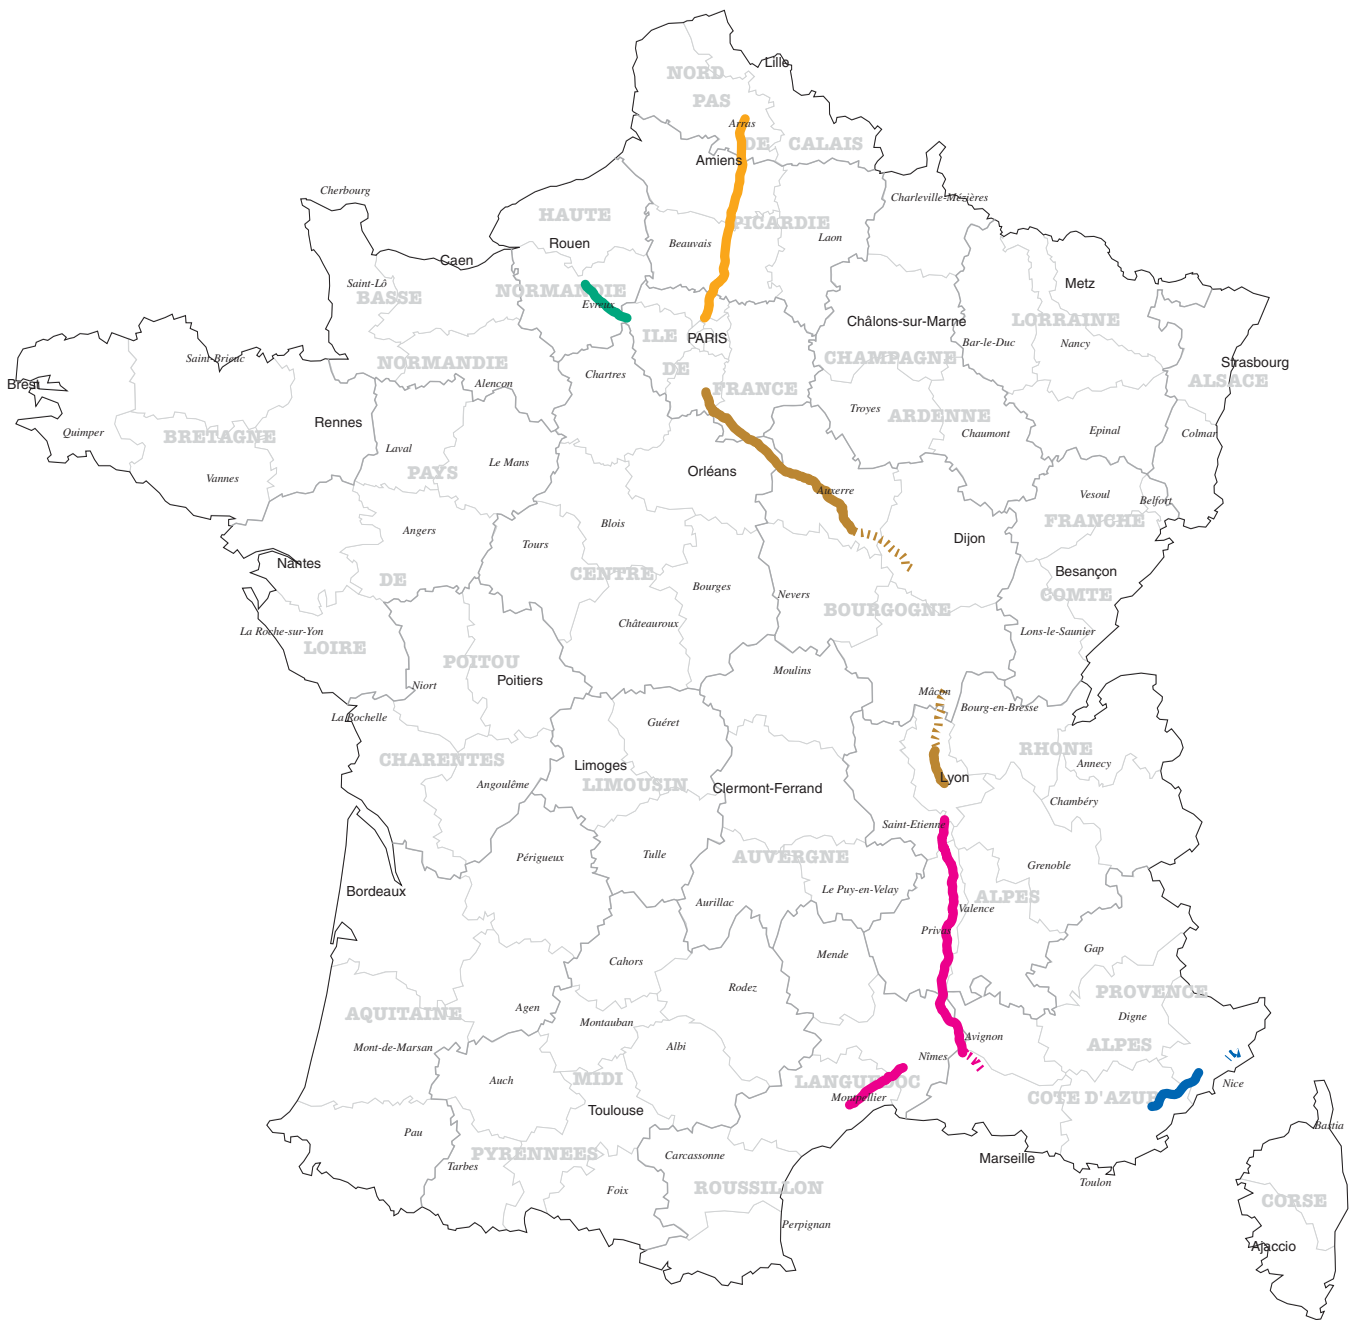 Lille
NORD
PAS
Arras
DE CALAIS
Amiens
Cherbourg
Charleville-Mézières
HAUTE
PICARDIE
Rouen
Beauvais
Laon
Caen
Saint-Lô
BASSE
NORMANDIE
Evreux
Metz
Châlons-sur-Marne
LORRAINE
ILE
PARIS
Bar-le-Duc
Nancy
Saint-Brieuc
NORMANDIE
CHAMPAGNE
Strasbourg
Brest
Alençon
Chartres
DE
FRANCE
ALSACE
Troyes
ARDENNE
Rennes
Quimper
BRETAGNE
Chaumont
Epinal
Colmar
Laval
Le Mans
PAYS
Orléans
Vannes
Auxerre
Vesoul
Belfort
FRANCHE
Angers
Blois
Tours
Dijon
Nantes
DE
CENTRE
Bourges
Nevers
Besançon
COMTE
BOURGOGNE
La Roche-sur-Yon
LOIRE
Châteauroux
Lons-le-Saunier
POITOU
Poitiers
Niort
Moulins
Mâcon
Bourg-en-Bresse
La Rochelle
Guéret
CHARENTES
RHONE
Annecy
Limoges
LIMOUSIN
Angoulême
Clermont-Ferrand
Lyon
Chambéry
Saint-Etienne
Périgueux
Tulle
AUVERGNE
Grenoble
Bordeaux
Le Puy-en-Velay
ALPES
Aurillac
Valence
Privas
Cahors
Mende
Gap
Rodez
PROVENCE
AQUITAINE
Agen
Montauban
Digne
Mont-de-Marsan
Albi
Avignon
ALPES
Nîmes
Auch
MIDI
LANGUEDOC
Nice
Montpellier
COTE D'AZUR
Toulouse
Pau
Bastia
Tarbes
PYRENNEES
Carcassonne
Marseille
Foix
ROUSSILLON
Toulon
CORSE
Perpignan
Ajaccio